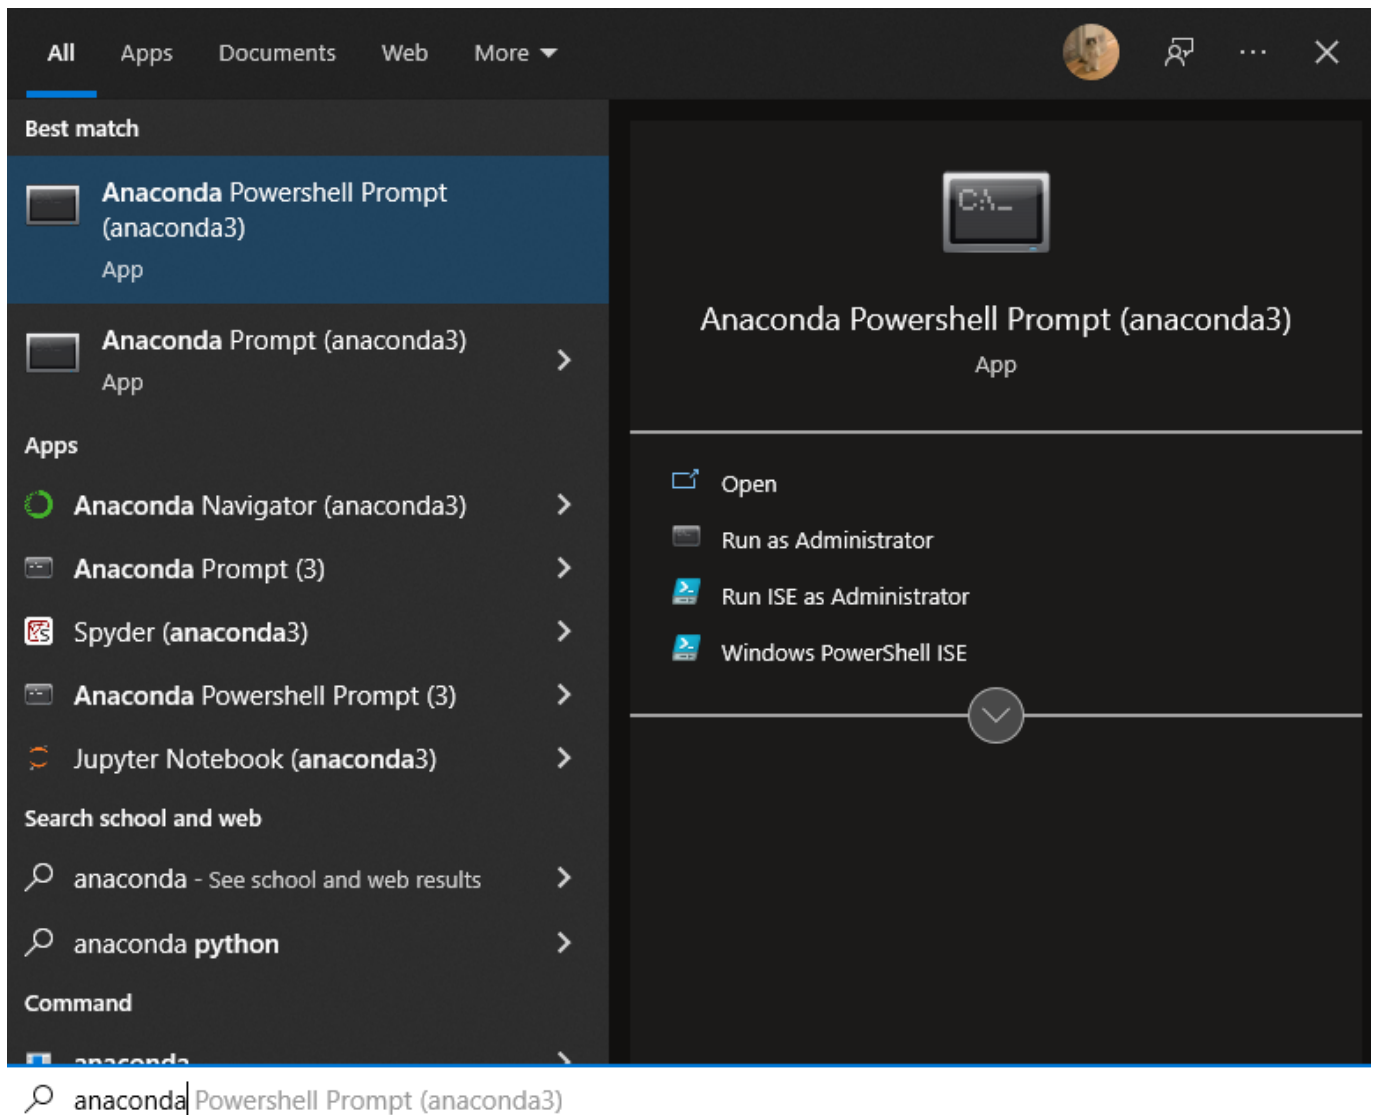 All Apps Documents Web More
Best match
Anaconda Powershell Prompt
(anaconda3)
App
Anaconda Prompt (anaconda3)
App
Apps
Anaconda Navigator (anaconda3)
Anaconda Prompt (3)
Spyder (anaconda3)
Anaconda Powershell Prompt (3)
Jupyter Notebook (anaconda3)
Search school and web
anaconda - See school and web results
anaconda python
Command
anaconda
anaconda Powershell Prompt (anaconda3)
C:\_
Anaconda Powershell Prompt (anaconda3)
App
Open
Run as Administrator
Run ISE as Administrator
Windows PowerShell ISE